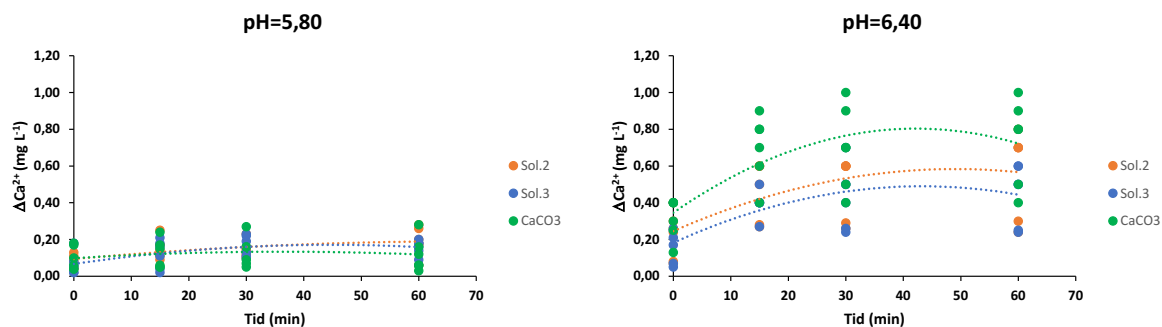 pH=5,80
1,20
1,00
0,80
0,60
0,40
0,20
0,00
ΔCa²⁺ (mg L⁻¹)
0 10 20 30 40 50 60 70
Tid (min)
Sol.2
Sol.3
CaCO3
pH=6,40
1,20
1,00
0,80
0,60
0,40
0,20
0,00
ΔCa²⁺ (mg L⁻¹)
0 10 20 30 40 50 60 70
Tid (min)
Sol.2
Sol.3
CaCO3